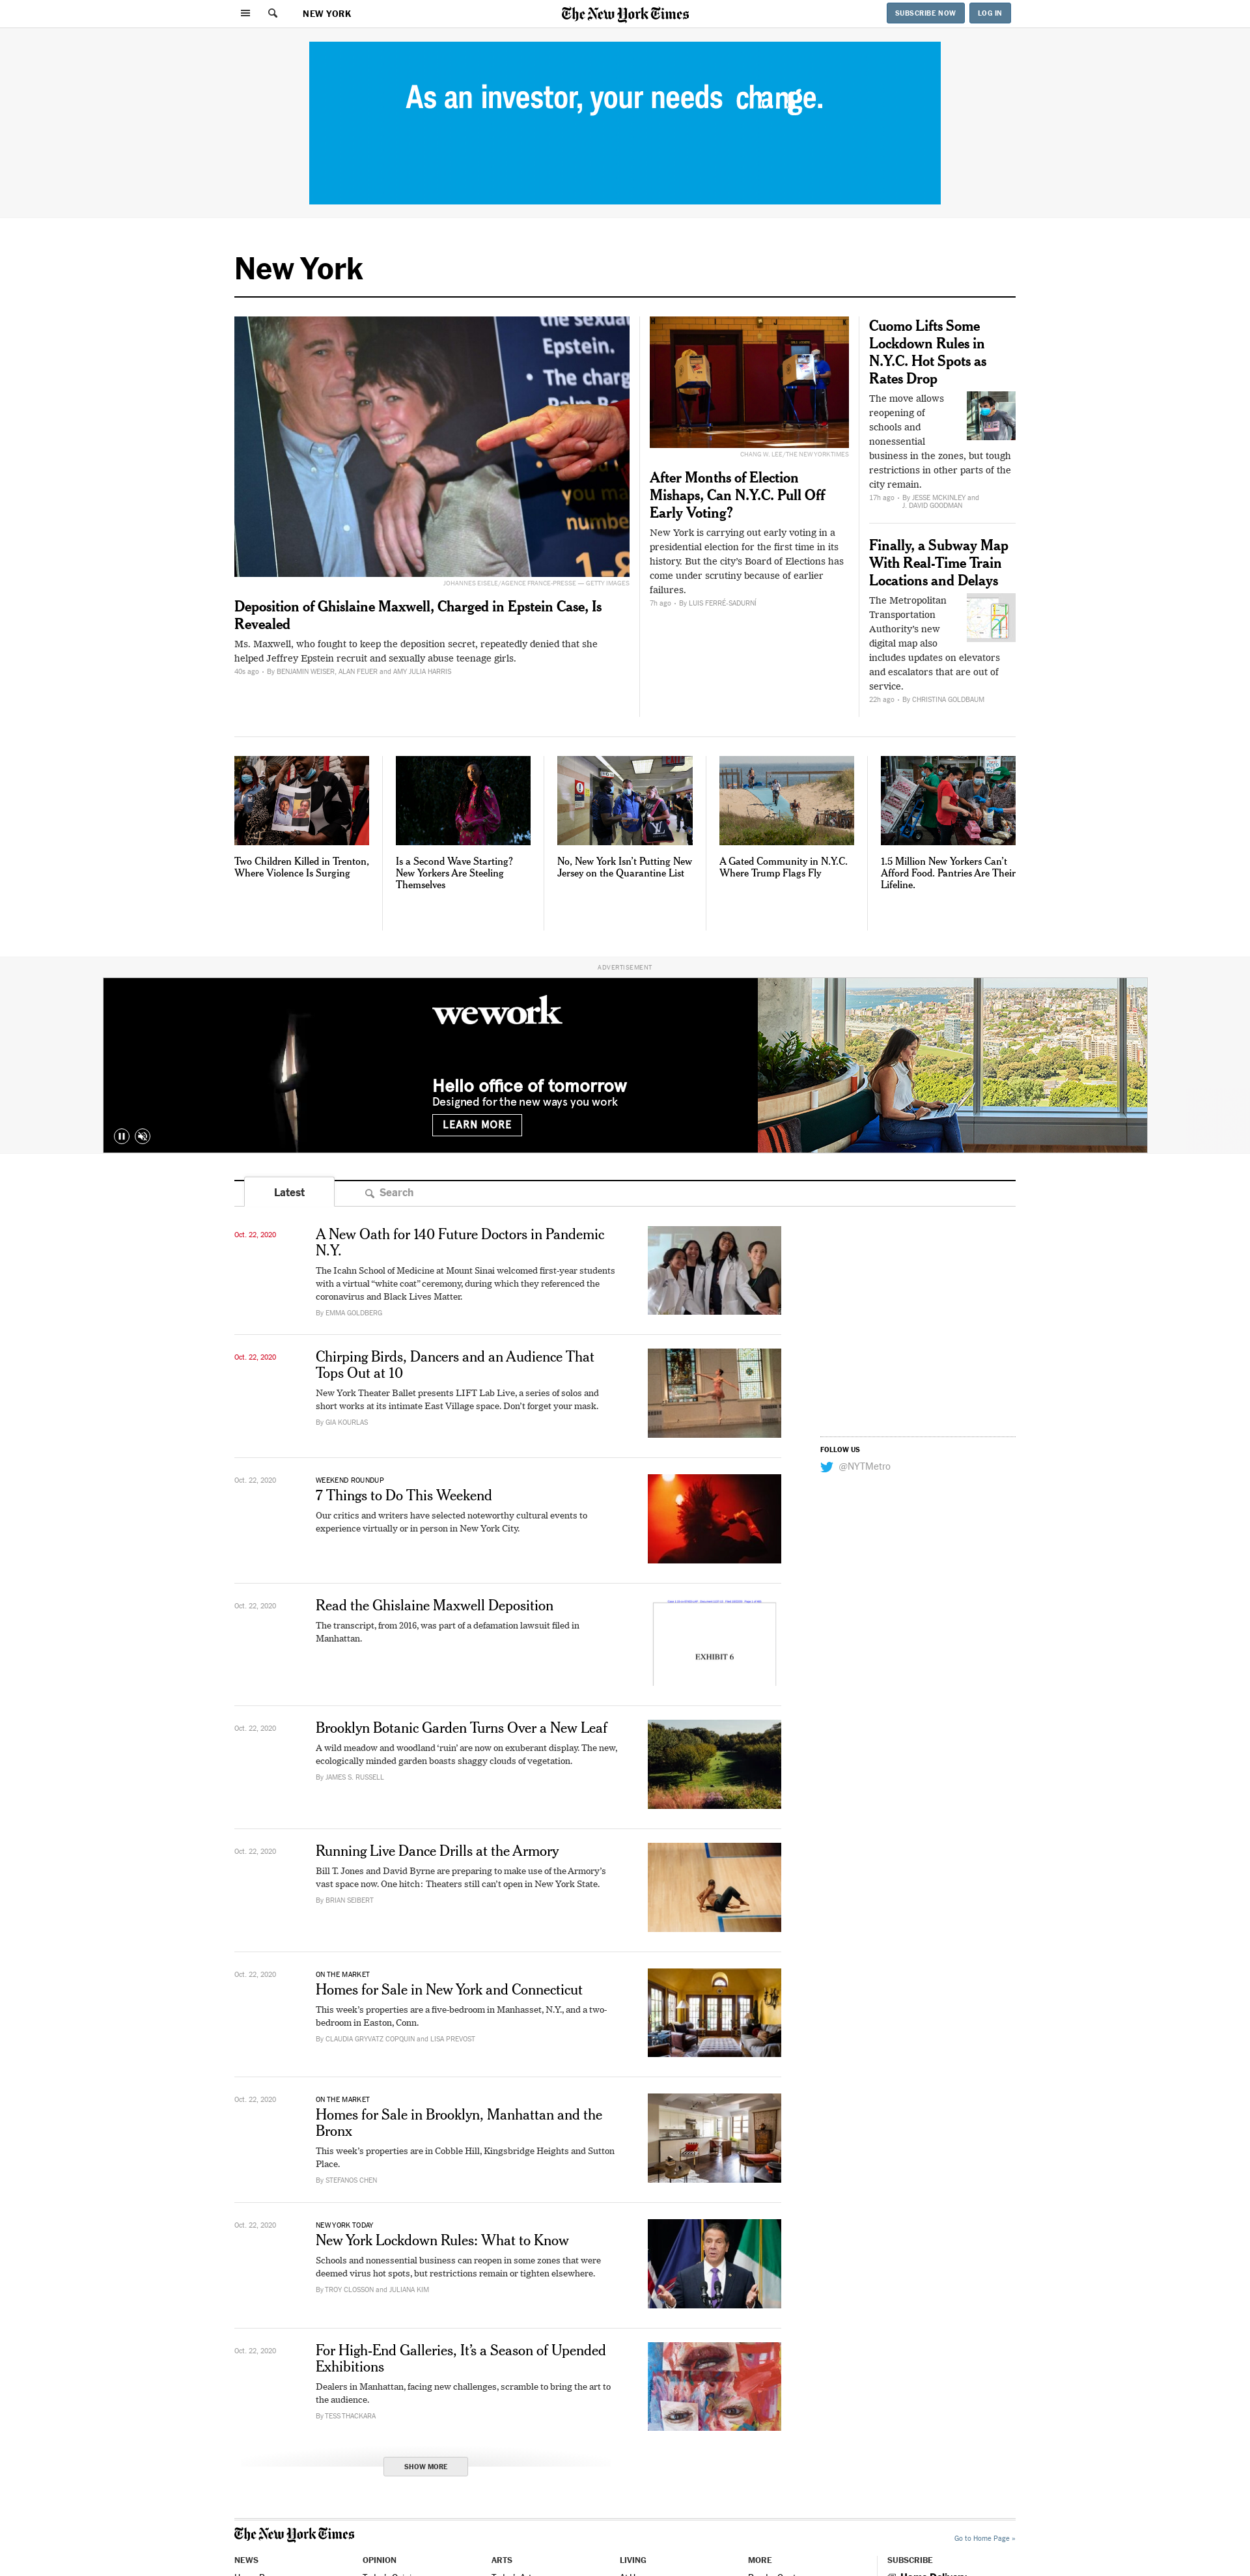 NEW YORK
The New York Times
SUBSCRIBE NOW
LOG IN
As an investor, your needs change.
New York
the sexual
Epstein.
• The charg
Palm Be
may
number
1-8
JOHANNES EISELE/AGENCE FRANCE-PRESSE — GETTY IMAGES
Deposition of Ghislaine Maxwell, Charged in Epstein Case, Is
Revealed
Ms. Maxwell, who fought to keep the deposition secret, repeatedly denied that she
helped Jeffrey Epstein recruit and sexually abuse teenage girls.
40s ago • By BENJAMIN WEISER, ALAN FEUER and AMY JULIA HARRIS
CHANG W. LEE/THE NEW YORK TIMES
After Months of Election
Mishaps, Can N.Y.C. Pull Off
Early Voting?
New York is carrying out early voting in a
presidential election for the first time in its
history. But the city's Board of Elections has
come under scrutiny because of earlier
failures.
7h ago • By LUIS FERRÉ-SADURNÍ
Cuomo Lifts Some
Lockdown Rules in
N.Y.C. Hot Spots as
Rates Drop
The move allows
reopening of
schools and
nonessential
business in the zones, but tough
restrictions in other parts of the
city remain.
17h ago • By JESSE MCKINLEY and
J. DAVID GOODMAN
Finally, a Subway Map
With Real-Time Train
Locations and Delays
The Metropolitan
Transportation
Authority's new
digital map also
includes updates on elevators
and escalators that are out of
service.
22h ago • By CHRISTINA GOLDBAUM
Two Children Killed in Trenton,
Where Violence Is Surging
Is a Second Wave Starting?
New Yorkers Are Steeling
Themselves
No, New York Isn't Putting New
Jersey on the Quarantine List
A Gated Community in N.Y.C.
Where Trump Flags Fly
1.5 Million New Yorkers Can't
Afford Food. Pantries Are Their
Lifeline.
ADVERTISEMENT
wework
Hello office of tomorrow
Designed for the new ways you work
LEARN MORE
Latest
Search
Oct. 22, 2020
A New Oath for 140 Future Doctors in Pandemic
N.Y.
The Icahn School of Medicine at Mount Sinai welcomed first-year students
with a virtual “white coat” ceremony, during which they referenced the
coronavirus and Black Lives Matter.
By EMMA GOLDBERG
Oct. 22, 2020
Chirping Birds, Dancers and an Audience That
Tops Out at 10
New York Theater Ballet presents LIFT Lab Live, a series of solos and
short works at its intimate East Village space. Don't forget your mask.
By GIA KOURLAS
FOLLOW US
@NYTMetro
Oct. 22, 2020
WEEKEND ROUNDUP
7 Things to Do This Weekend
Our critics and writers have selected noteworthy cultural events to
experience virtually or in person in New York City.
Oct. 22, 2020
Read the Ghislaine Maxwell Deposition
The transcript, from 2016, was part of a defamation lawsuit filed in
Manhattan.
EXHIBIT 6
Oct. 22, 2020
Brooklyn Botanic Garden Turns Over a New Leaf
A wild meadow and woodland ‘ruin’ are now on exuberant display. The new,
ecologically minded garden boasts shaggy clouds of vegetation.
By JAMES S. RUSSELL
Oct. 22, 2020
Running Live Dance Drills at the Armory
Bill T. Jones and David Byrne are preparing to make use of the Armory's
vast space now. One hitch: Theaters still can't open in New York State.
By BRIAN SEIBERT
Oct. 22, 2020
ON THE MARKET
Homes for Sale in New York and Connecticut
This week's properties are a five-bedroom in Manhasset, N.Y., and a two-
bedroom in Easton, Conn.
By CLAUDIA GRYVATZ COPQUIN and LISA PREVOST
Oct. 22, 2020
ON THE MARKET
Homes for Sale in Brooklyn, Manhattan and the
Bronx
This week's properties are in Cobble Hill, Kingsbridge Heights and Sutton
Place.
By STEFANOS CHEN
Oct. 22, 2020
NEW YORK TODAY
New York Lockdown Rules: What to Know
Schools and nonessential business can reopen in some zones that were
deemed virus hot spots, but restrictions remain or tighten elsewhere.
By TROY CLOSSON and JULIANA KIM
Oct. 22, 2020
For High-End Galleries, It's a Season of Upended
Exhibitions
Dealers in Manhattan, facing new challenges, scramble to bring the art to
the audience.
By TESS THACKARA
SHOW MORE
The New York Times
Go to Home Page »
NEWS
OPINION
ARTS
LIVING
MORE
SUBSCRIBE
Home Delivery